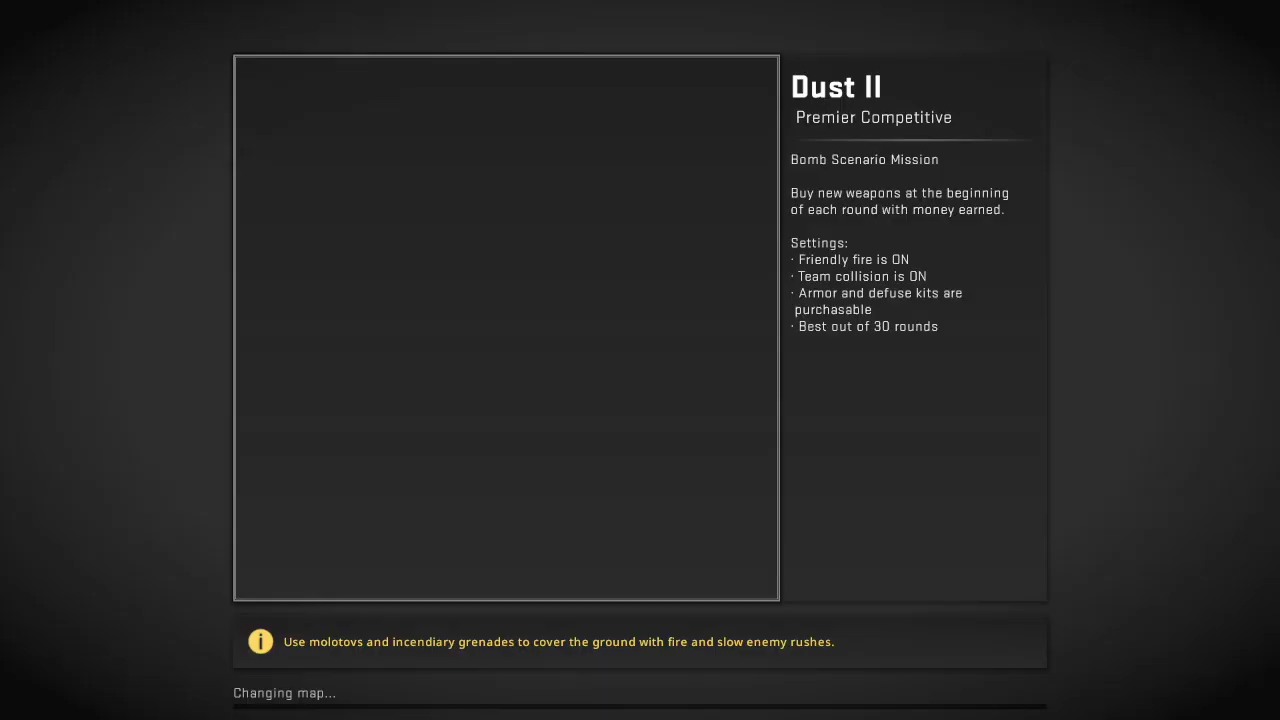 Dust II
Premier Competitive
Bomb Scenario Mission
Buy new weapons at the beginning
of each round with money earned.
Settings:
· Friendly fire is ON
· Team collision is ON
· Armor and defuse kits are
purchasable
· Best out of 30 rounds
Use molotovs and incendiary grenades to cover the ground with fire and slow enemy rushes.
Changing map...